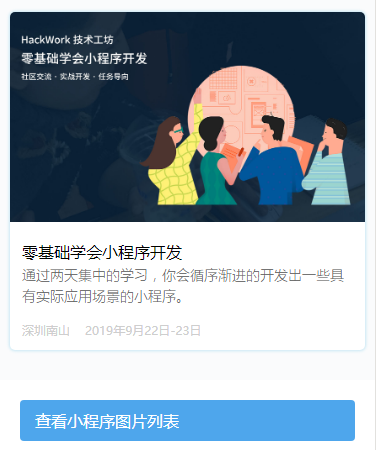 HackWork 技术工坊
零基础学会小程序开发
社区交流 · 实战开发 · 任务导向
零基础学会小程序开发
通过两天集中的学习，你会循序渐进的开发出一些具
有实际应用场景的小程序。
深圳南山 2019年9月22日-23日
查看小程序图片列表